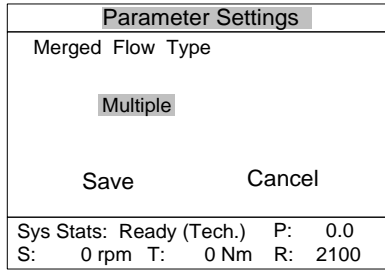 Parameter Settings
Merged Flow Type
Multiple
Save Cancel
Sys Stats: Ready (Tech.) P: 0.0
S: 0 rpm T: 0 Nm R: 2100